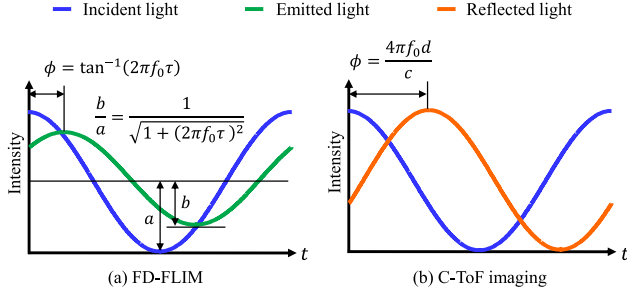 Incident light Emitted light Reflected light
ϕ = tan⁻¹(2πf₀τ)
b/a = 1/√(1 + (2πf₀τ)²)
Intensity
a
b
t
(a) FD-FLIM
ϕ = 4πf₀d/c
Intensity
t
(b) C-ToF imaging